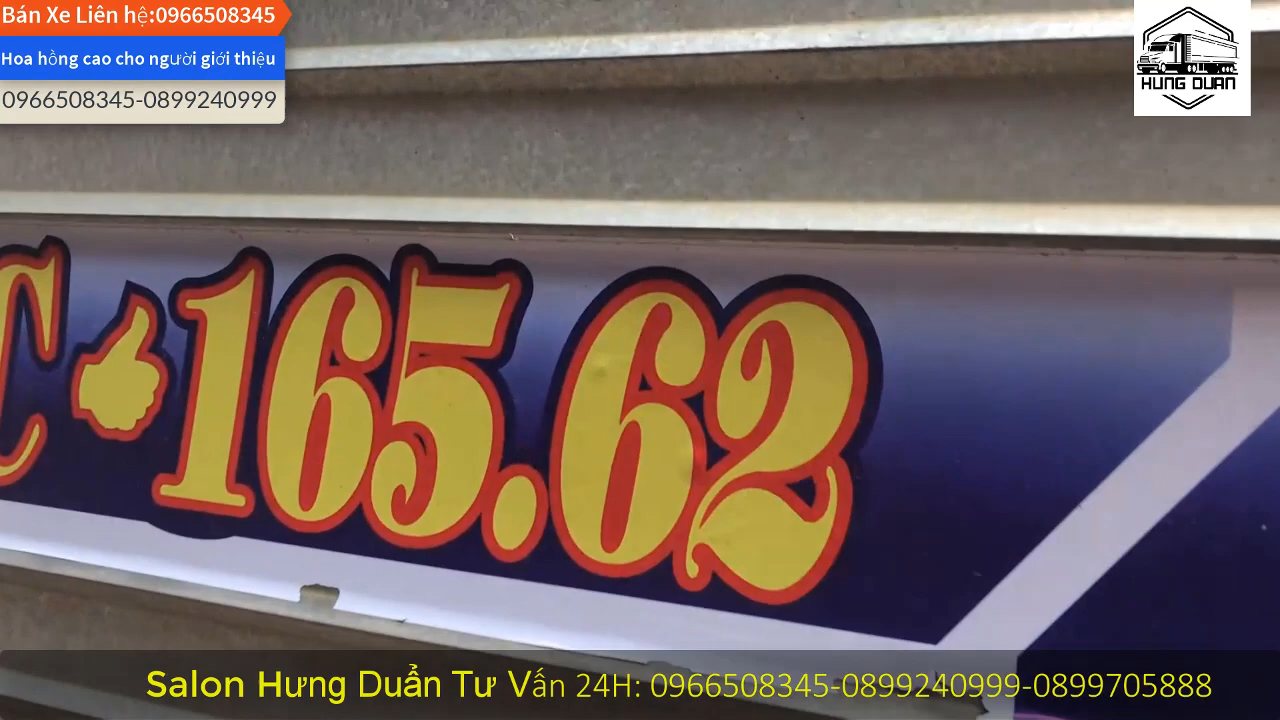 Bán Xe Liên hệ:0966508345
Hoa hồng cao cho người giới thiệu
0966508345-0899240999
HUNG DUAN
C 165.62
Salon Hưng Duẩn Tư Vấn 24H: 0966508345-0899240999-0899705888